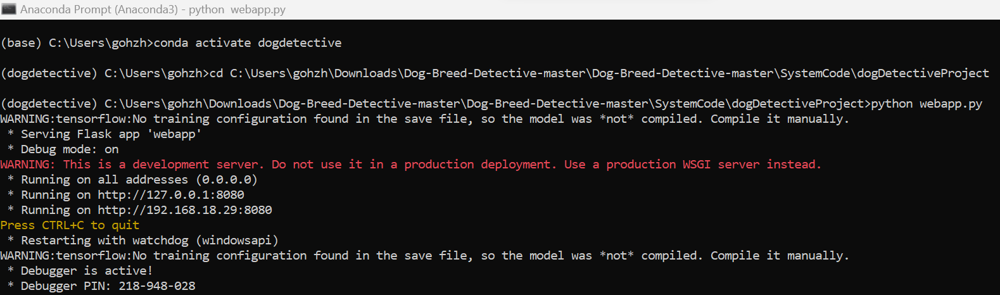 Anaconda Prompt (Anaconda3) - python  webapp.py
(base) C:\Users\gohzh>conda activate dogdetective
(dogdetective) C:\Users\gohzh>cd C:\Users\gohzh\Downloads\Dog-Breed-Detective-master\Dog-Breed-Detective-master\SystemCode\dogDetectiveProject
(dogdetective) C:\Users\gohzh\Downloads\Dog-Breed-Detective-master\Dog-Breed-Detective-master\SystemCode\dogDetectiveProject>python webapp.py
WARNING:tensorflow:No training configuration found in the save file, so the model was *not* compiled. Compile it manually.
 * Serving Flask app 'webapp'
 * Debug mode: on
WARNING: This is a development server. Do not use it in a production deployment. Use a production WSGI server instead.
 * Running on all addresses (0.0.0.0)
 * Running on http://127.0.0.1:8080
 * Running on http://192.168.18.29:8080
Press CTRL+C to quit
 * Restarting with watchdog (windowsapi)
WARNING:tensorflow:No training configuration found in the save file, so the model was *not* compiled. Compile it manually.
 * Debugger is active!
 * Debugger PIN: 218-948-028